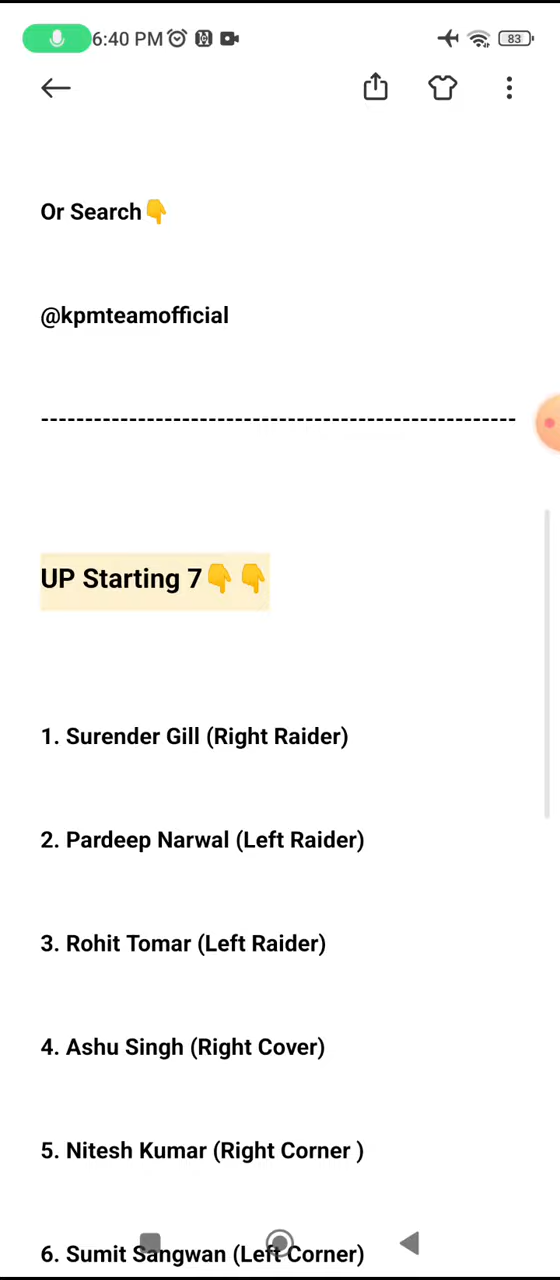 6:40 PM
83
Or Search👇
@kpmteamofficial
------------------------------------------------------
UP Starting 7👇👇
1. Surender Gill (Right Raider)
2. Pardeep Narwal (Left Raider)
3. Rohit Tomar (Left Raider)
4. Ashu Singh (Right Cover)
5. Nitesh Kumar (Right Corner )
6. Sumit Sangwan (Left Corner)